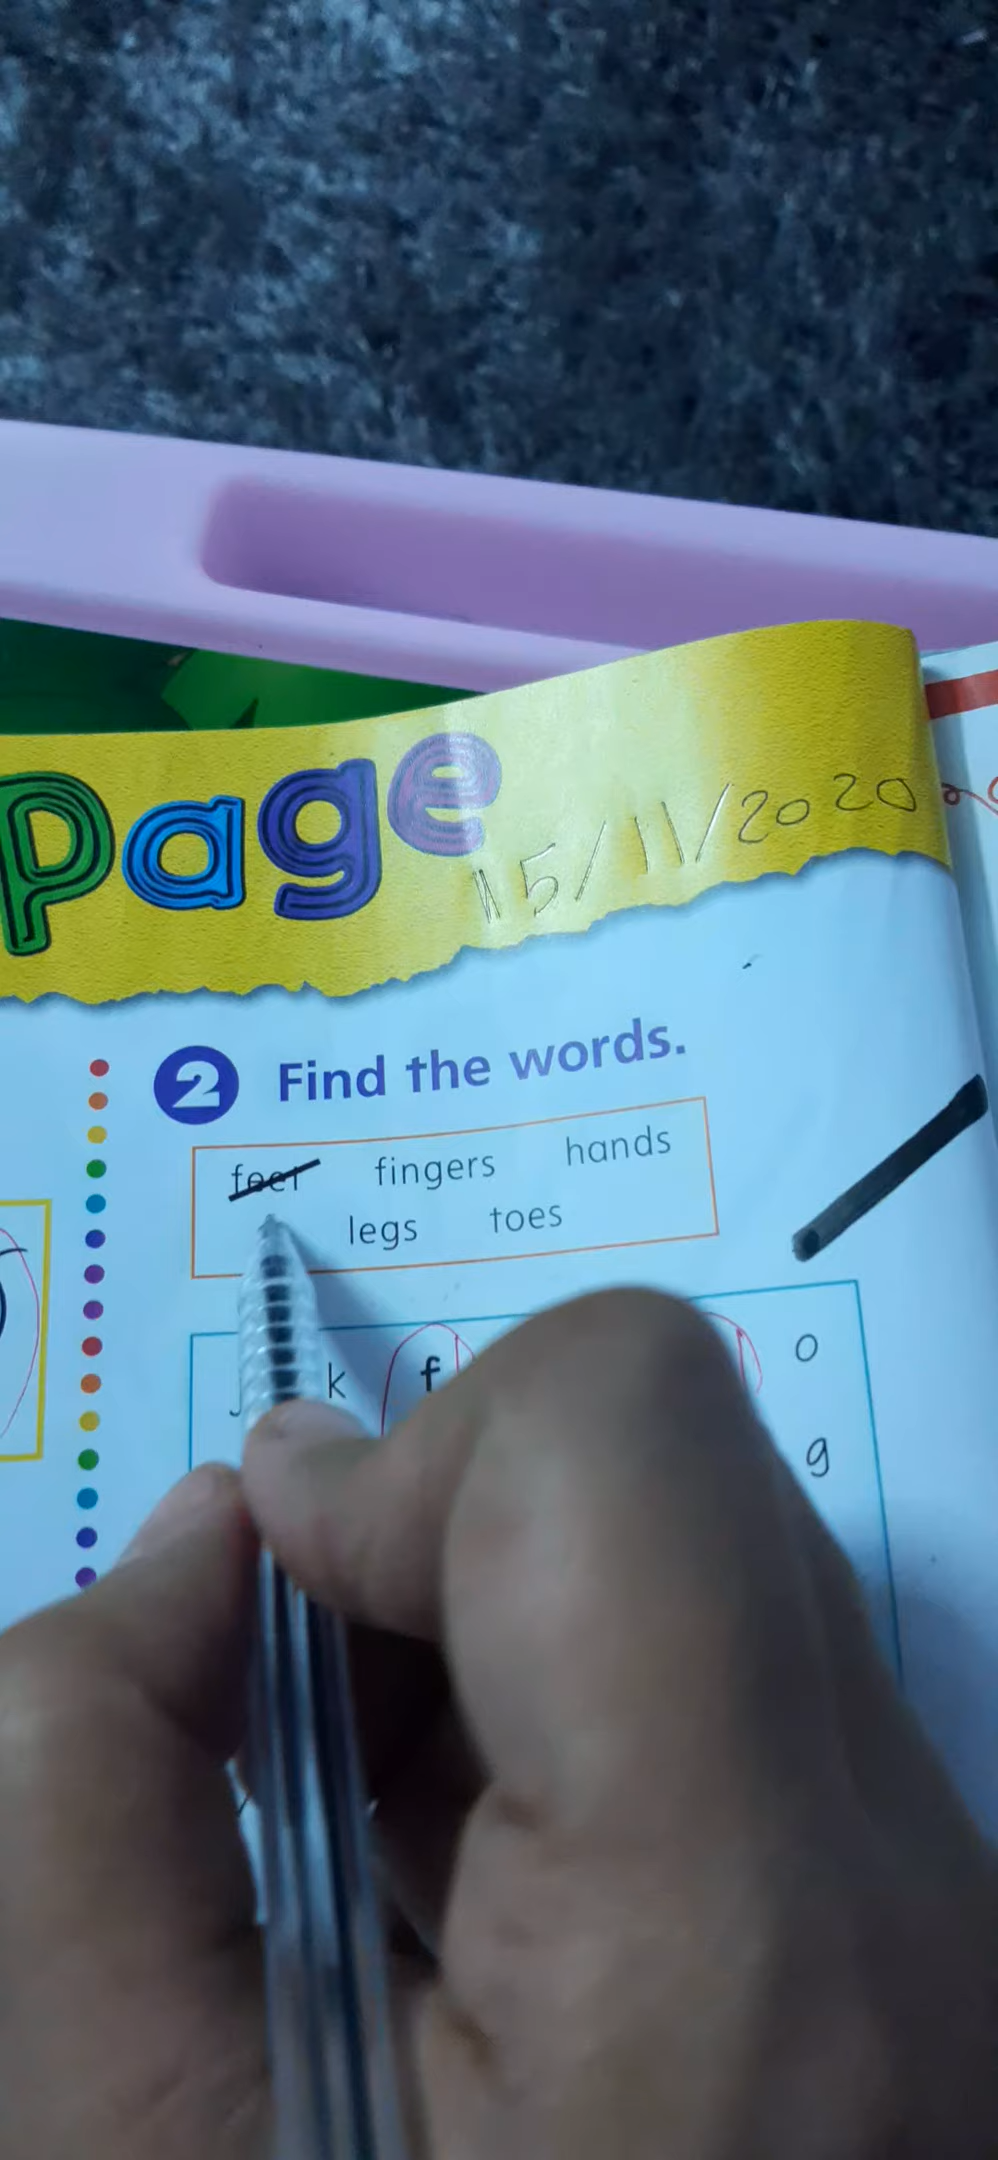 page
15/11/2020
2 Find the words.
feet fingers hands
legs toes
k f o
g